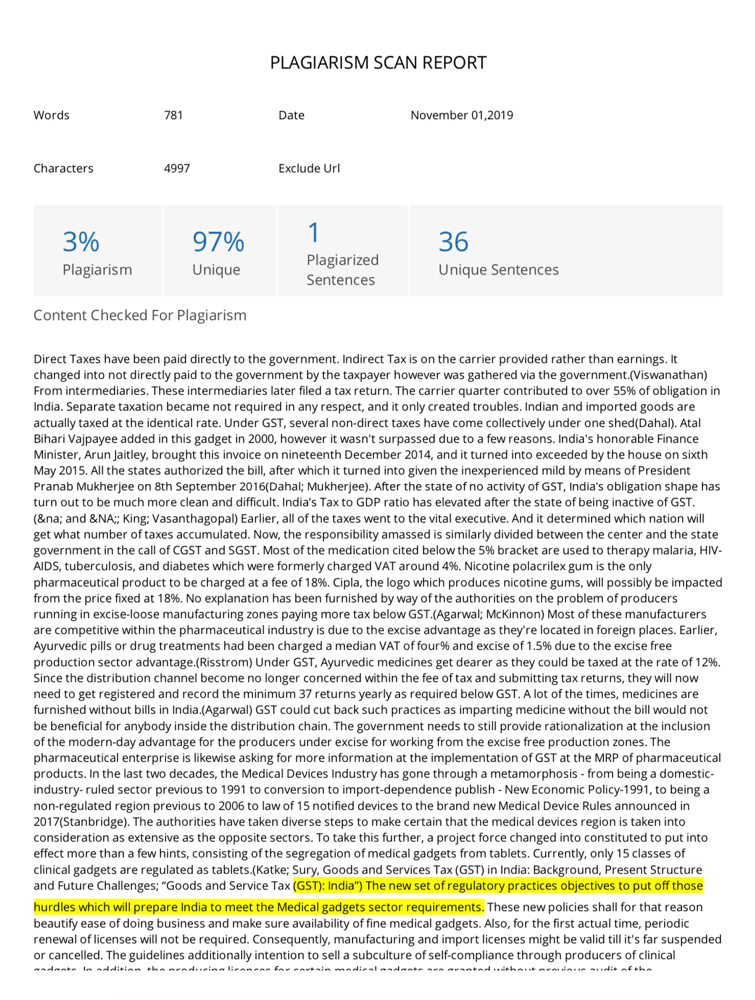 PLAGIARISM SCAN REPORT
Words 781 Date November 01,2019
Characters 4997 Exclude Url
3% Plagiarism
97% Unique
1 Plagiarized Sentences
36 Unique Sentences
Content Checked For Plagiarism
Direct Taxes have been paid directly to the government. Indirect Tax is on the carrier provided rather than earnings. It
changed into not directly paid to the government by the taxpayer however was gathered via the government.(Viswanathan)
From intermediaries. These intermediaries later filed a tax return. The carrier quarter contributed to over 55% of obligation in
India. Separate taxation became not required in any respect, and it only created troubles. Indian and imported goods are
actually taxed at the identical rate. Under GST, several non-direct taxes have come collectively under one shed(Dahal). Atal
Bihari Vajpayee added in this gadget in 2000, however it wasn't surpassed due to a few reasons. India's honorable Finance
Minister, Arun Jaitley, brought this invoice on nineteenth December 2014, and it turned into exceeded by the house on sixth
May 2015. All the states authorized the bill, after which it turned into given the inexperienced mild by means of President
Pranab Mukherjee on 8th September 2016(Dahal; Mukherjee). After the state of no activity of GST, India’s obligation shape has
turn out to be much more clean and difficult. India’s Tax to GDP ratio has elevated after the state of being inactive of GST.
(&na; and &NA;; King; Vasanthagopal) Earlier, all of the taxes went to the vital executive. And it determined which nation will
get what number of taxes accumulated. Now, the responsibility amassed is similarly divided between the center and the state
government in the call of CGST and SGST. Most of the medication cited below the 5% bracket are used to therapy malaria, HIV-
AIDS, tuberculosis, and diabetes which were formerly charged VAT around 4%. Nicotine polacrilex gum is the only
pharmaceutical product to be charged at a fee of 18%. Cipla, the logo which produces nicotine gums, will possibly be impacted
from the price fixed at 18%. No explanation has been furnished by way of the authorities on the problem of producers
running in excise-loose manufacturing zones paying more tax below GST.(Agarwal; McKinnon) Most of these manufacturers
are competitive within the pharmaceutical industry is due to the excise advantage as they're located in foreign places. Earlier,
Ayurvedic pills or drug treatments had been charged a median VAT of four% and excise of 1.5% due to the excise free
production sector advantage.(Risstrom) Under GST, Ayurvedic medicines get dearer as they could be taxed at the rate of 12%.
Since the distribution channel become no longer concerned within the fee of tax and submitting tax returns, they will now
need to get registered and record the minimum 37 returns yearly as required below GST. A lot of the times, medicines are
furnished without bills in India.(Agarwal) GST could cut back such practices as imparting medicine without the bill would not
be beneficial for anybody inside the distribution chain. The government needs to still provide rationalization at the inclusion
of the modern-day advantage for the producers under excise for working from the excise free production zones. The
pharmaceutical enterprise is likewise asking for more information at the implementation of GST at the MRP of pharmaceutical
products. In the last two decades, the Medical Devices Industry has gone through a metamorphosis - from being a domestic-
industry- ruled sector previous to 1991 to conversion to import-dependence publish - New Economic Policy-1991, to being a
non-regulated region previous to 2006 to law of 15 notified devices to the brand new Medical Device Rules announced in
2017(Stanbridge). The authorities have taken diverse steps to make certain that the medical devices region is taken into
consideration as extensive as the opposite sectors. To take this further, a project force changed into constituted to put into
effect more than a few hints, consisting of the segregation of medical gadgets from tablets. Currently, only 15 classes of
clinical gadgets are regulated as tablets.(Katke; Sury, Goods and Services Tax (GST) in India: Background, Present Structure
and Future Challenges; “Goods and Service Tax (GST): India”) The new set of regulatory practices objectives to put off those
hurdles which will prepare India to meet the Medical gadgets sector requirements. These new policies shall for that reason
beautify ease of doing business and make sure availability of fine medical gadgets. Also, for the first actual time, periodic
renewal of licenses will not be required. Consequently, manufacturing and import licenses might be valid till it's far suspended
or cancelled. The guidelines additionally intention to sell a subculture of self-compliance through producers of clinical
gadgets. In addition, the producing licences for certain medical gadgets are granted without previous audit of the